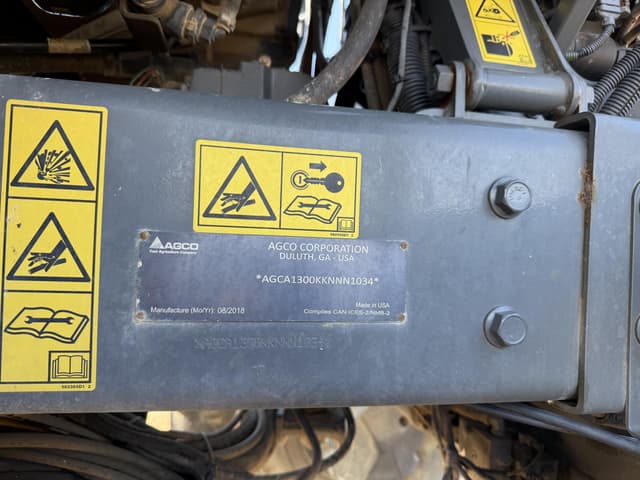 AGCO
Your Agriculture Company
AGCO CORPORATION
DULUTH, GA - USA
*AGCA1300KKNNN1034*
Manufacture (Mo/Yr): 08/2018
Made in USA
Complies CAN ICES-2/NMB-2